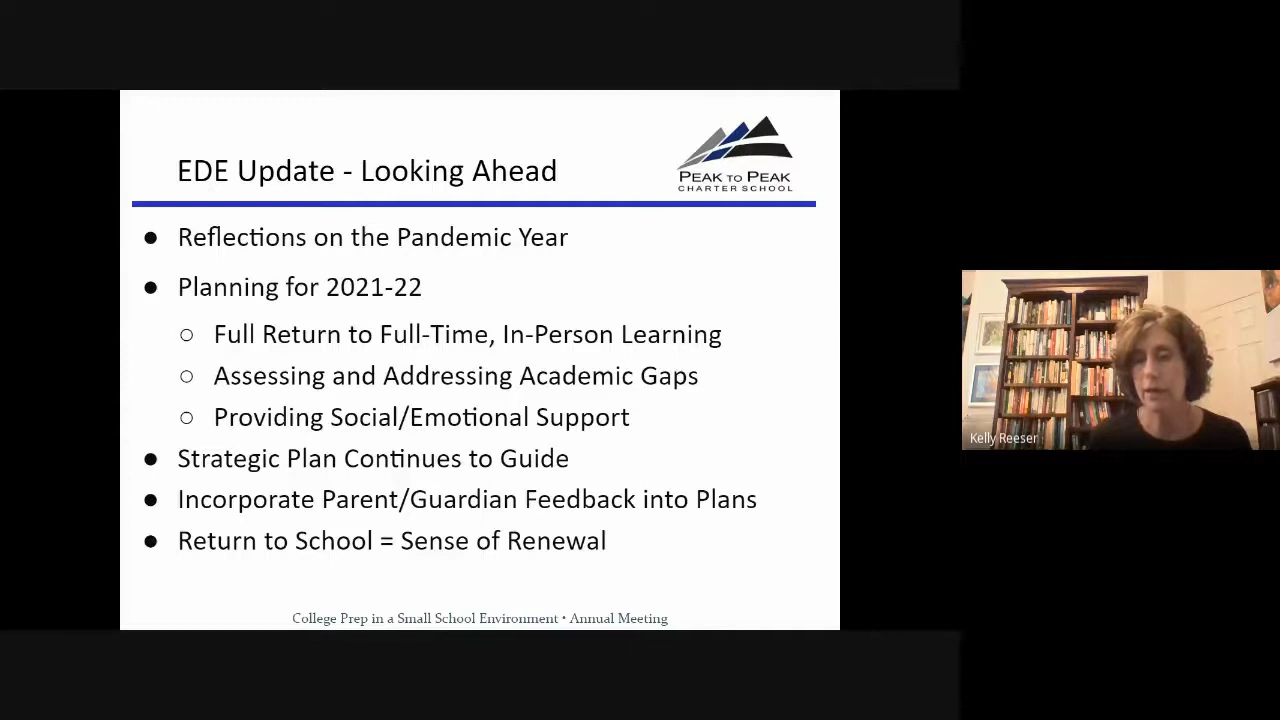 EDE Update - Looking Ahead
PEAK TO PEAK
CHARTER SCHOOL
● Reflections on the Pandemic Year
● Planning for 2021-22
○ Full Return to Full-Time, In-Person Learning
○ Assessing and Addressing Academic Gaps
○ Providing Social/Emotional Support
● Strategic Plan Continues to Guide
● Incorporate Parent/Guardian Feedback into Plans
● Return to School = Sense of Renewal
College Prep in a Small School Environment • Annual Meeting
Kelly Reeser